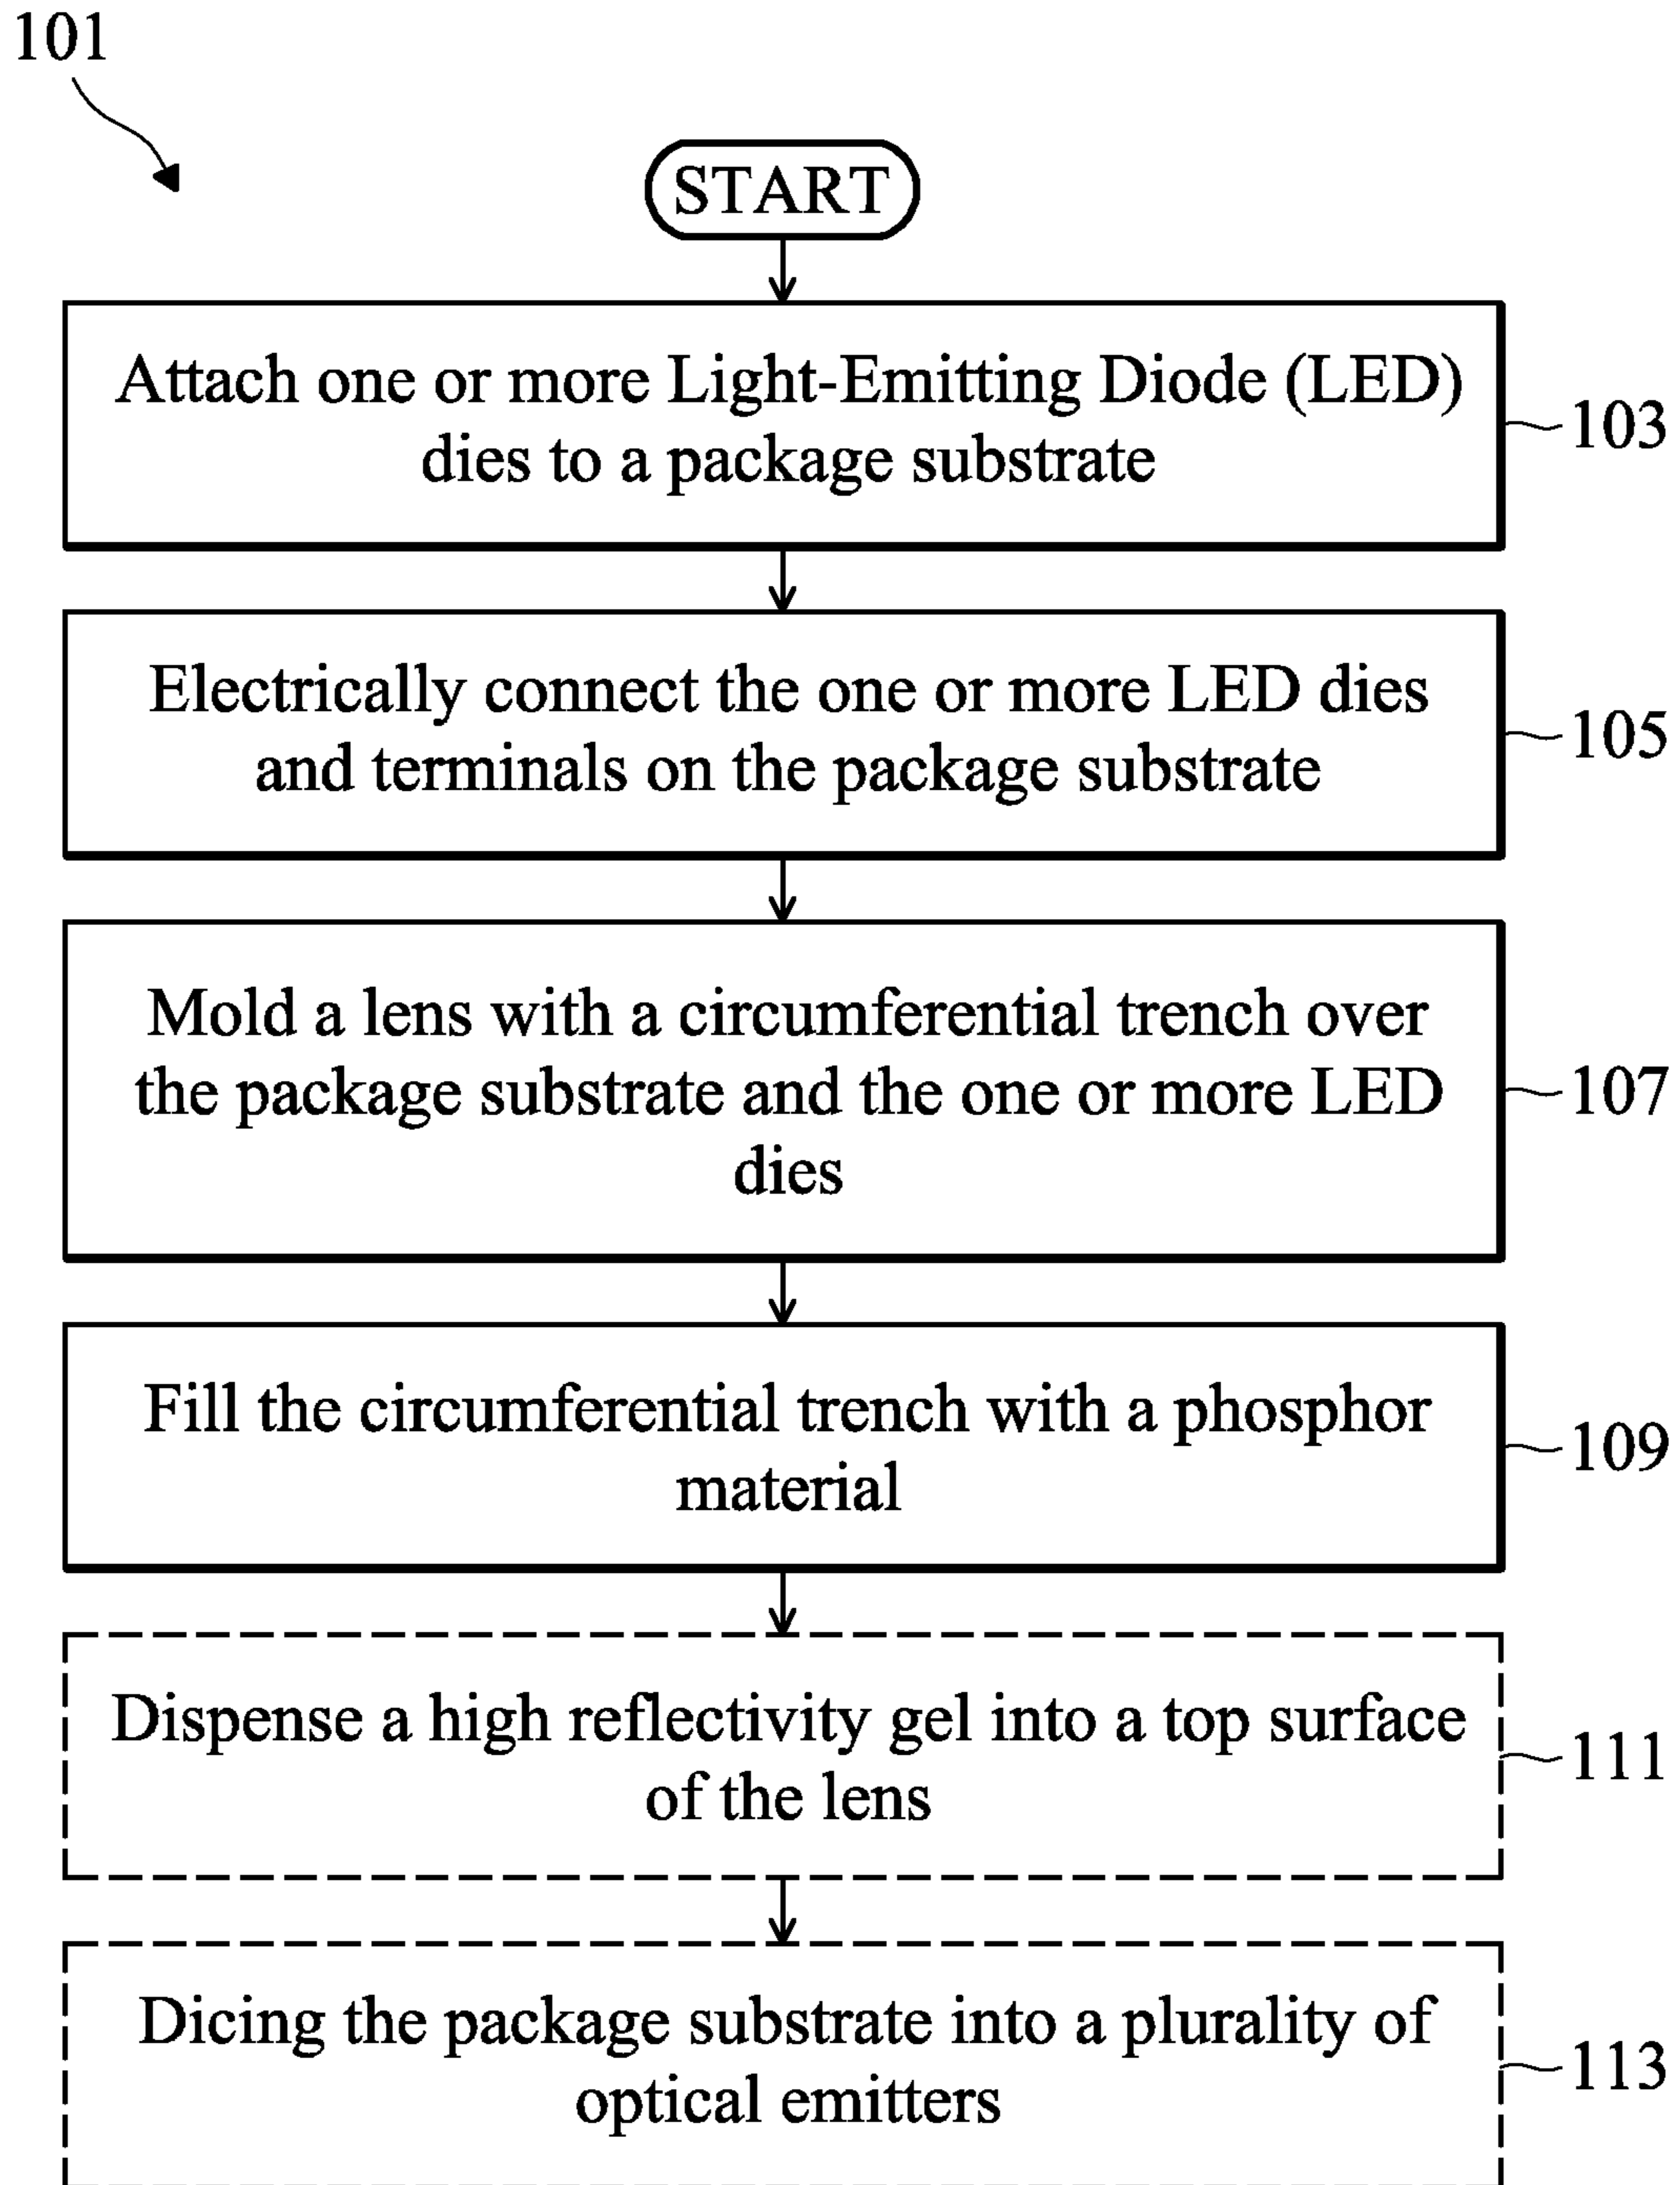 101
START
Attach one or more Light-Emitting Diode (LED)
dies to a package substrate
103
Electrically connect the one or more LED dies
and terminals on the package substrate
105
Mold a lens with a circumferential trench over
the package substrate and the one or more LED
dies
107
Fill the circumferential trench with a phosphor
material
109
Dispense a high reflectivity gel into a top surface
of the lens
111
Dicing the package substrate into a plurality of
optical emitters
113